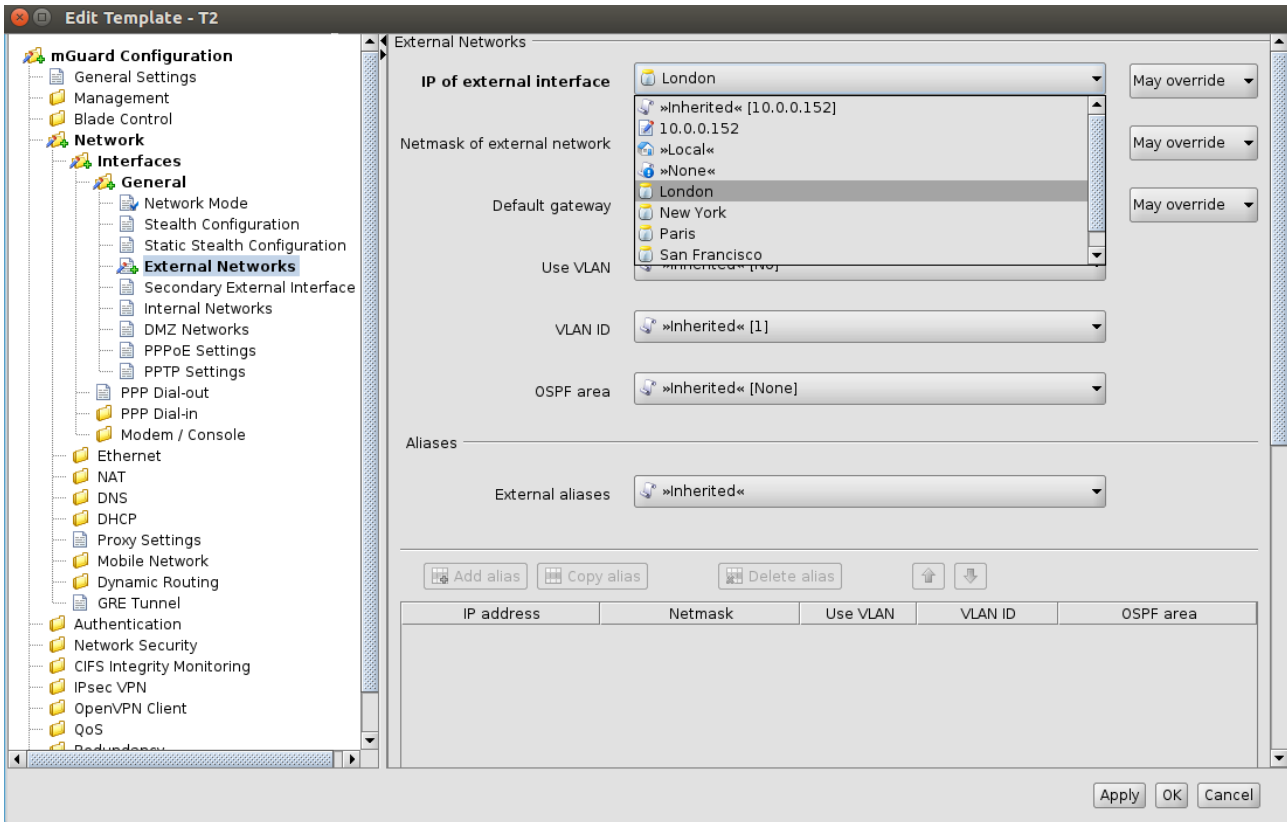 Edit Template - T2
mGuard Configuration
General Settings
Management
Blade Control
Network
Interfaces
General
Network Mode
Stealth Configuration
Static Stealth Configuration
External Networks
Secondary External Interface
Internal Networks
DMZ Networks
PPPoE Settings
PPTP Settings
PPP Dial-out
PPP Dial-in
Modem / Console
Ethernet
NAT
DNS
DHCP
Proxy Settings
Mobile Network
Dynamic Routing
GRE Tunnel
Authentication
Network Security
CIFS Integrity Monitoring
IPsec VPN
OpenVPN Client
QoS
Redundancy
External Networks
IP of external interface London May override
»Inherited« [10.0.0.152]
10.0.0.152
Netmask of external network »Local« May override
»None«
London
Default gateway New York May override
Paris
San Francisco
Use VLAN »Inherited« [No]
VLAN ID »Inherited« [1]
OSPF area »Inherited« [None]
Aliases
External aliases »Inherited«
Add alias Copy alias Delete alias
IP address Netmask Use VLAN VLAN ID OSPF area
Apply OK Cancel